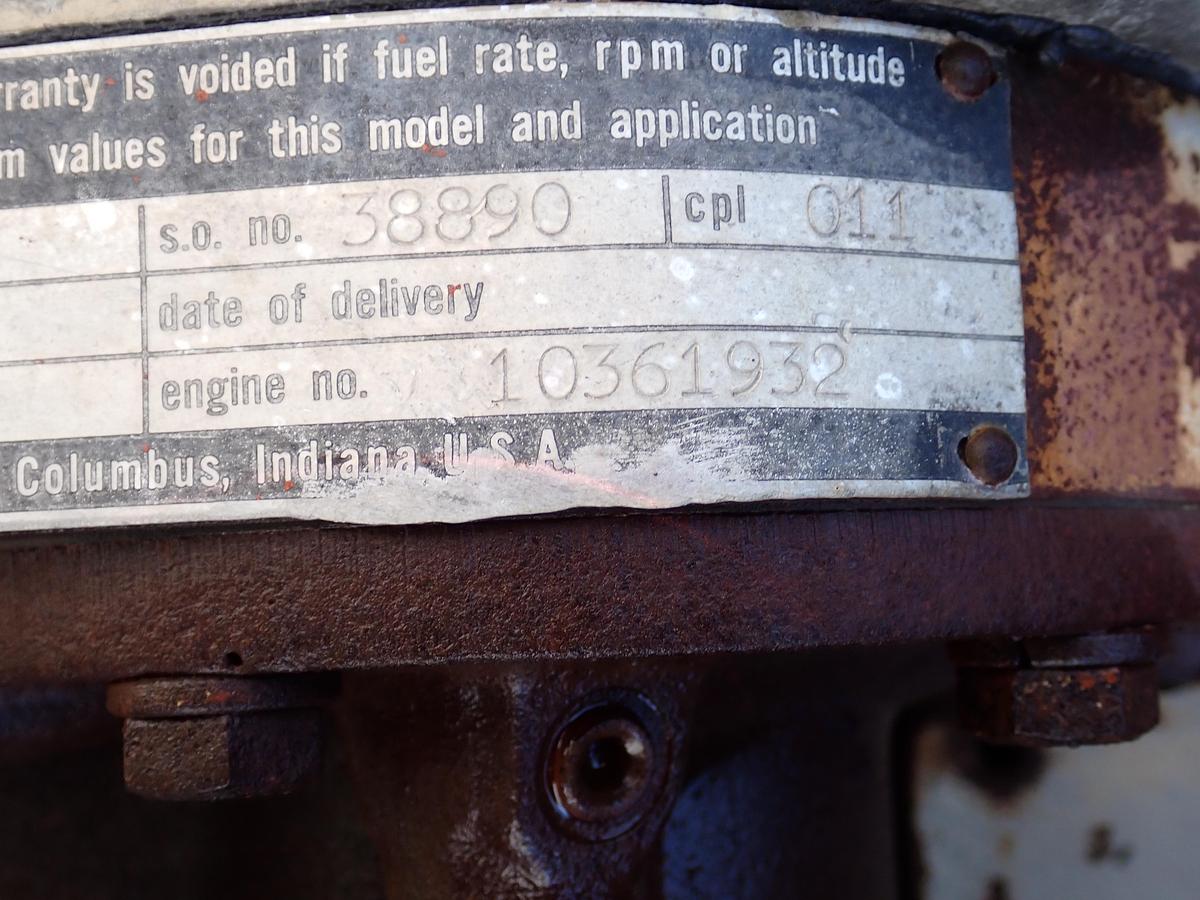 rranty is voided if fuel rate, rpm or altitude
m values for this model and application
s.o. no. 38890 cpl 011
date of delivery
engine no. 10361932
Columbus, Indiana U.S.A.